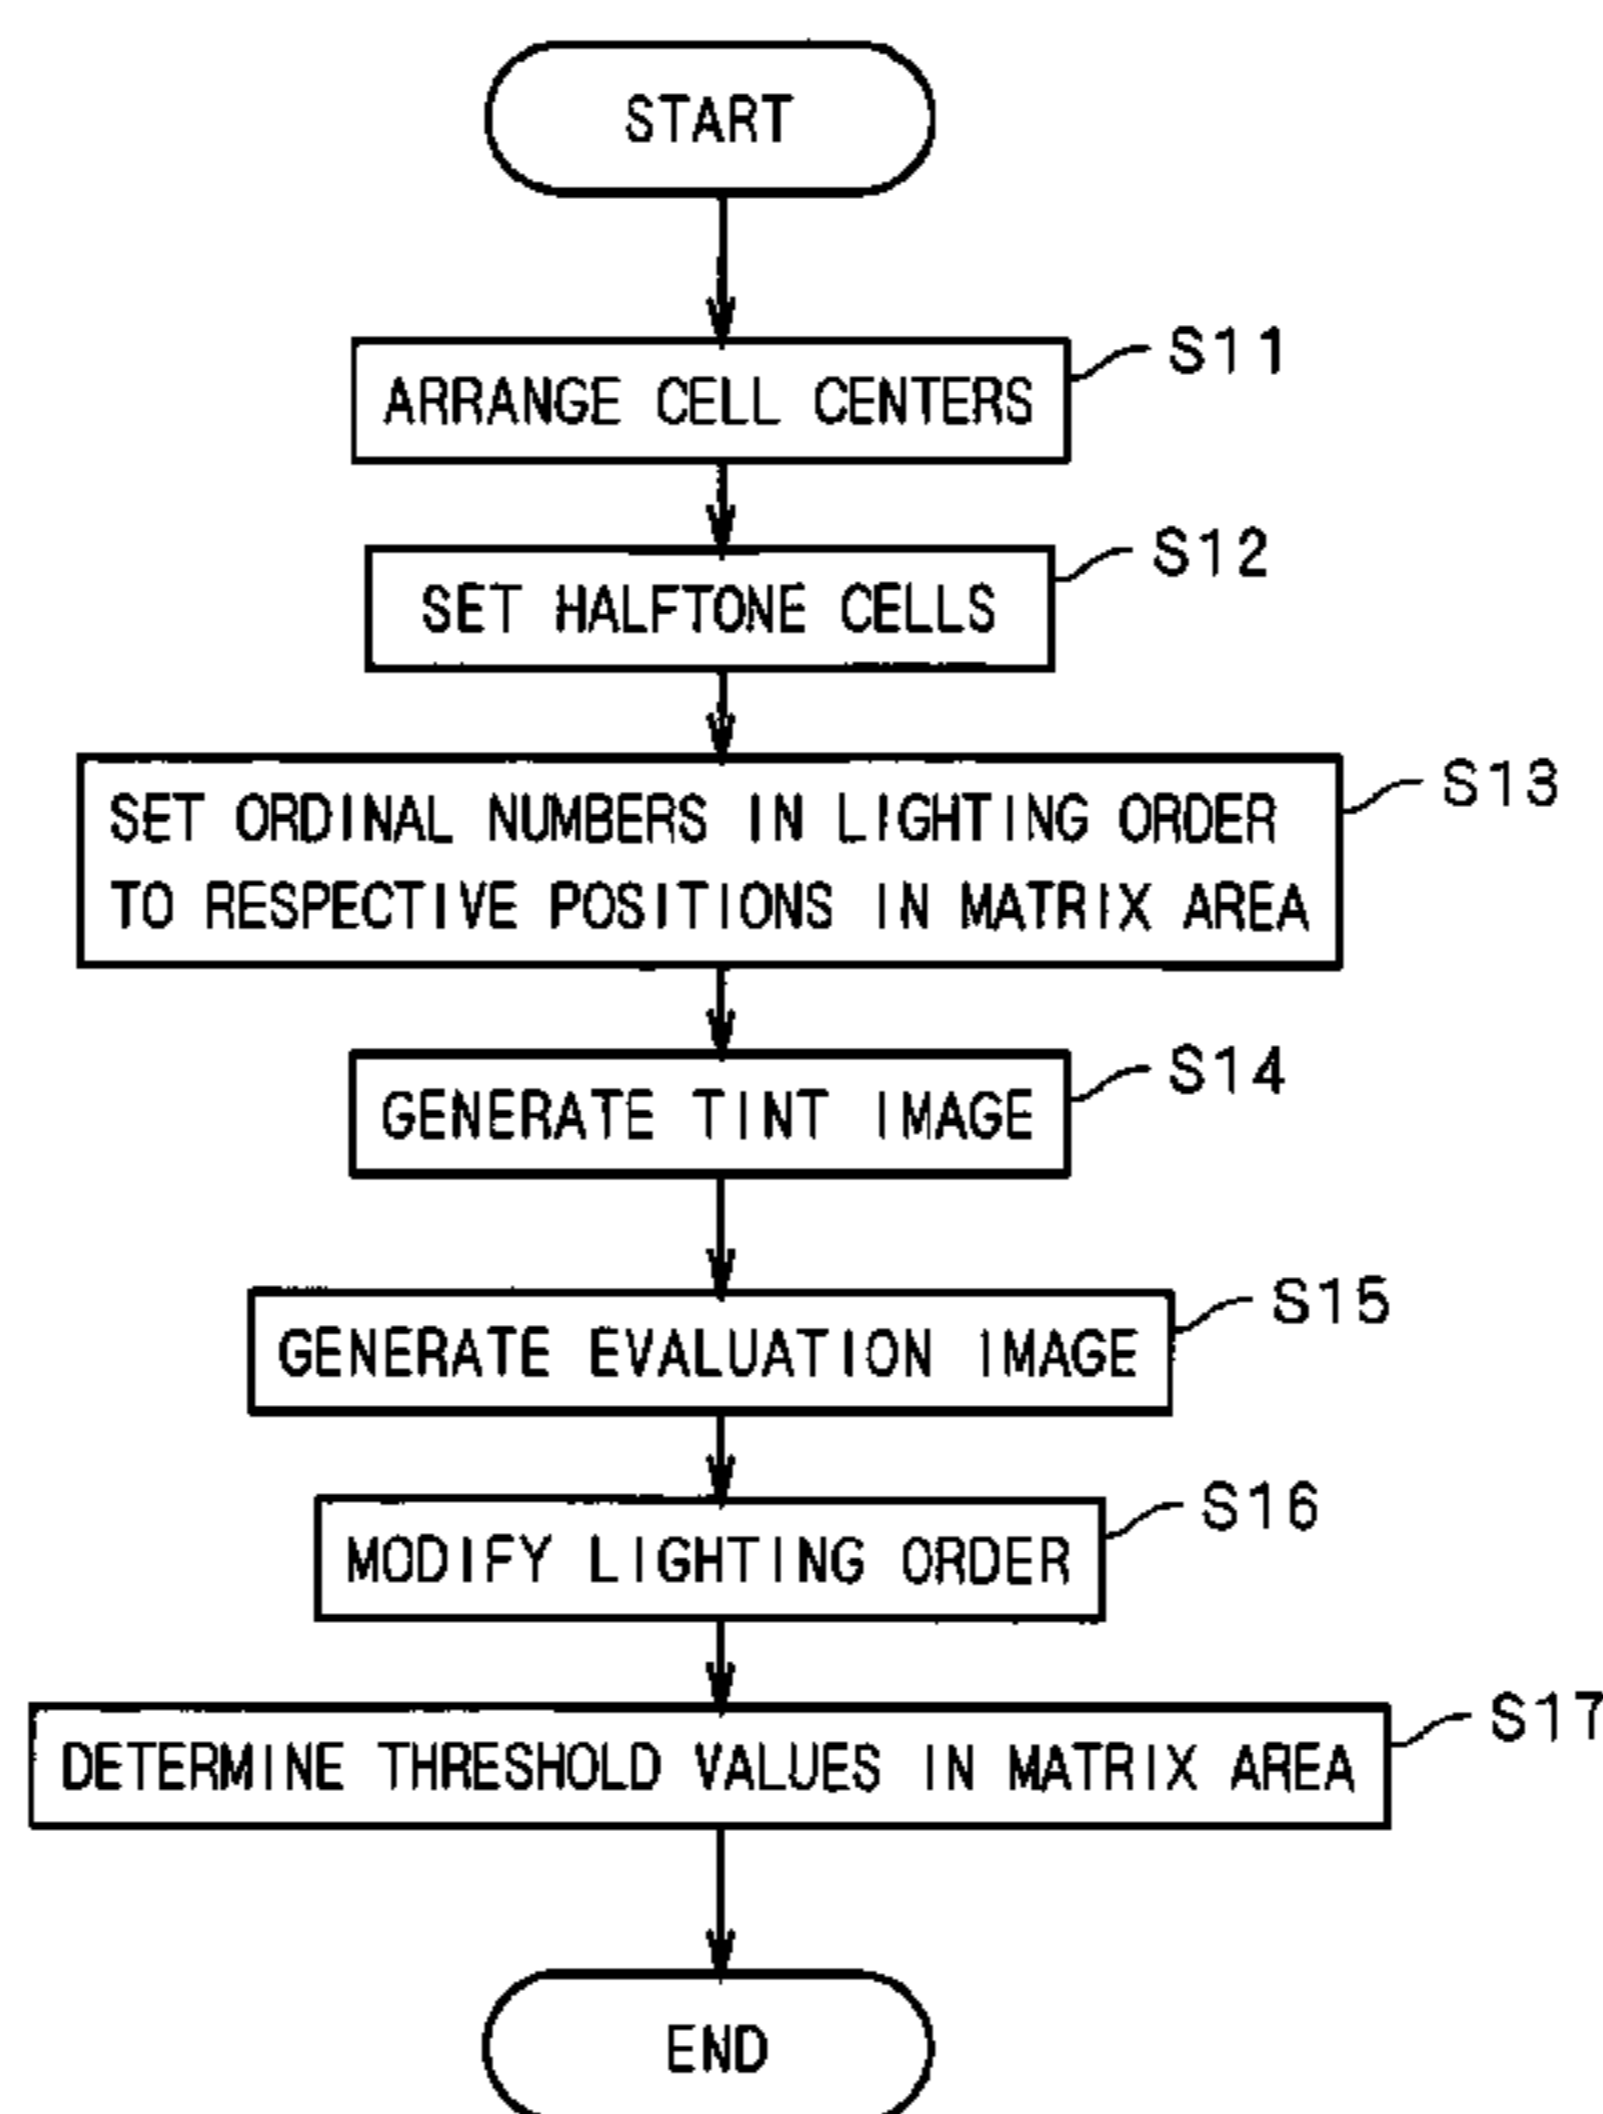 START
S11
ARRANGE CELL CENTERS
S12
SET HALFTONE CELLS
S13
SET ORDINAL NUMBERS IN LIGHTING ORDER
TO RESPECTIVE POSITIONS IN MATRIX AREA
S14
GENERATE TINT IMAGE
S15
GENERATE EVALUATION IMAGE
S16
MODIFY LIGHTING ORDER
S17
DETERMINE THRESHOLD VALUES IN MATRIX AREA
END